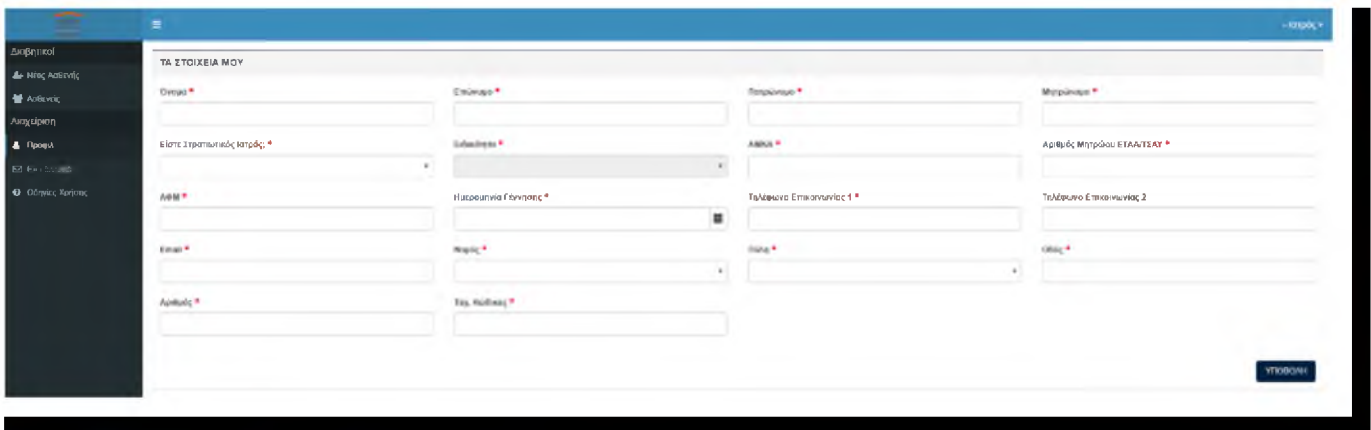 - Ιατρός
Διαβητικοί
Νέος Ασθενής
Ασθενείς
Διαχείριση
Προφίλ
Οδηγίες Χρήσης
ΤΑ ΣΤΟΙΧΕΙΑ ΜΟΥ
Όνομα * Επώνυμο * Πατρώνυμο * Μητρώνυμο *
Είστε Στρατιωτικός Ιατρός; * Ειδικότητα * ΑΜΚΑ * Αριθμός Μητρώου ΕΤΑΑ/ΤΣΑΥ *
ΑΦΜ * Ημερομηνία Γέννησης * Τηλέφωνο Επικοινωνίας 1 * Τηλέφωνο Επικοινωνίας 2
Email * Νομός * Πόλη * Οδός *
Αριθμός * Ταχ. Κώδικας *
ΥΠΟΒΟΛΗ